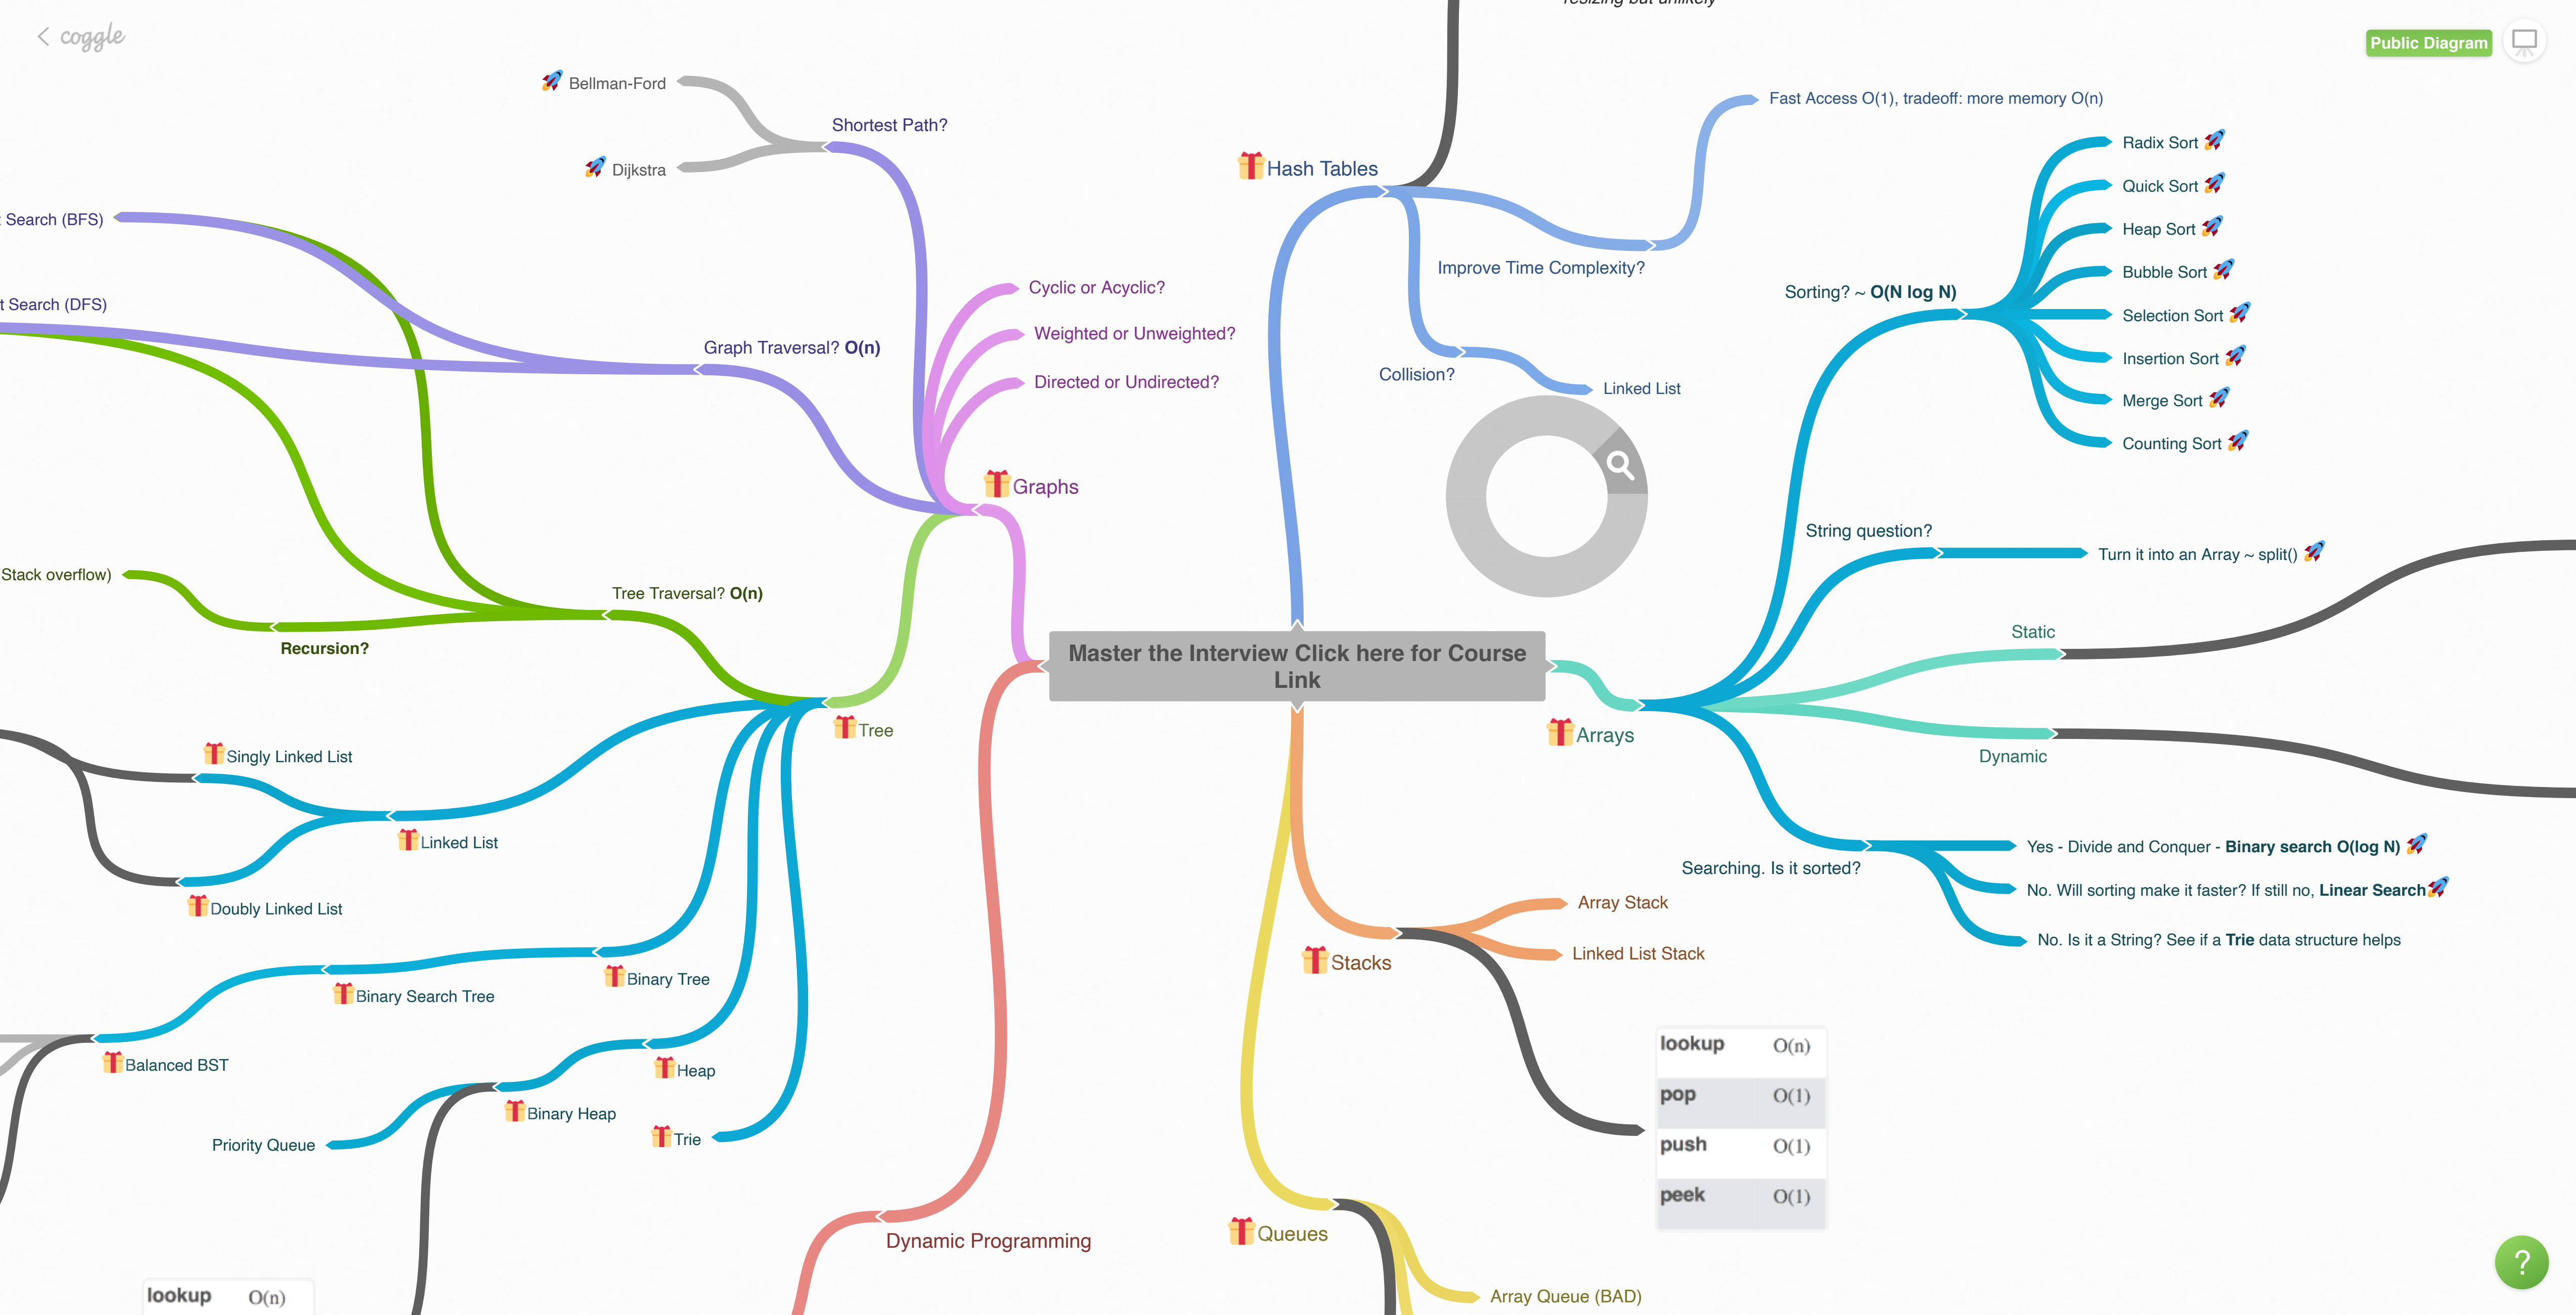 resizing but unlikely
coggle
Public Diagram
Bellman-Ford
Shortest Path?
Dijkstra
Search (BFS)
t Search (DFS)
Graph Traversal? O(n)
Cyclic or Acyclic?
Weighted or Unweighted?
Directed or Undirected?
Graphs
Stack overflow)
Tree Traversal? O(n)
Recursion?
Tree
Singly Linked List
Linked List
Doubly Linked List
Binary Tree
Binary Search Tree
Balanced BST
Heap
Binary Heap
Priority Queue
Trie
Dynamic Programming
lookup O(n)
Master the Interview Click here for Course
Link
Hash Tables
Fast Access O(1), tradeoff: more memory O(n)
Improve Time Complexity?
Collision?
Linked List
Sorting? ~ O(N log N)
Radix Sort
Quick Sort
Heap Sort
Bubble Sort
Selection Sort
Insertion Sort
Merge Sort
Counting Sort
String question?
Turn it into an Array ~ split()
Static
Arrays
Dynamic
Searching. Is it sorted?
Yes - Divide and Conquer - Binary search O(log N)
No. Will sorting make it faster? If still no, Linear Search
No. Is it a String? See if a Trie data structure helps
Array Stack
Linked List Stack
Stacks
lookup O(n)
pop O(1)
push O(1)
peek O(1)
Queues
Array Queue (BAD)
?